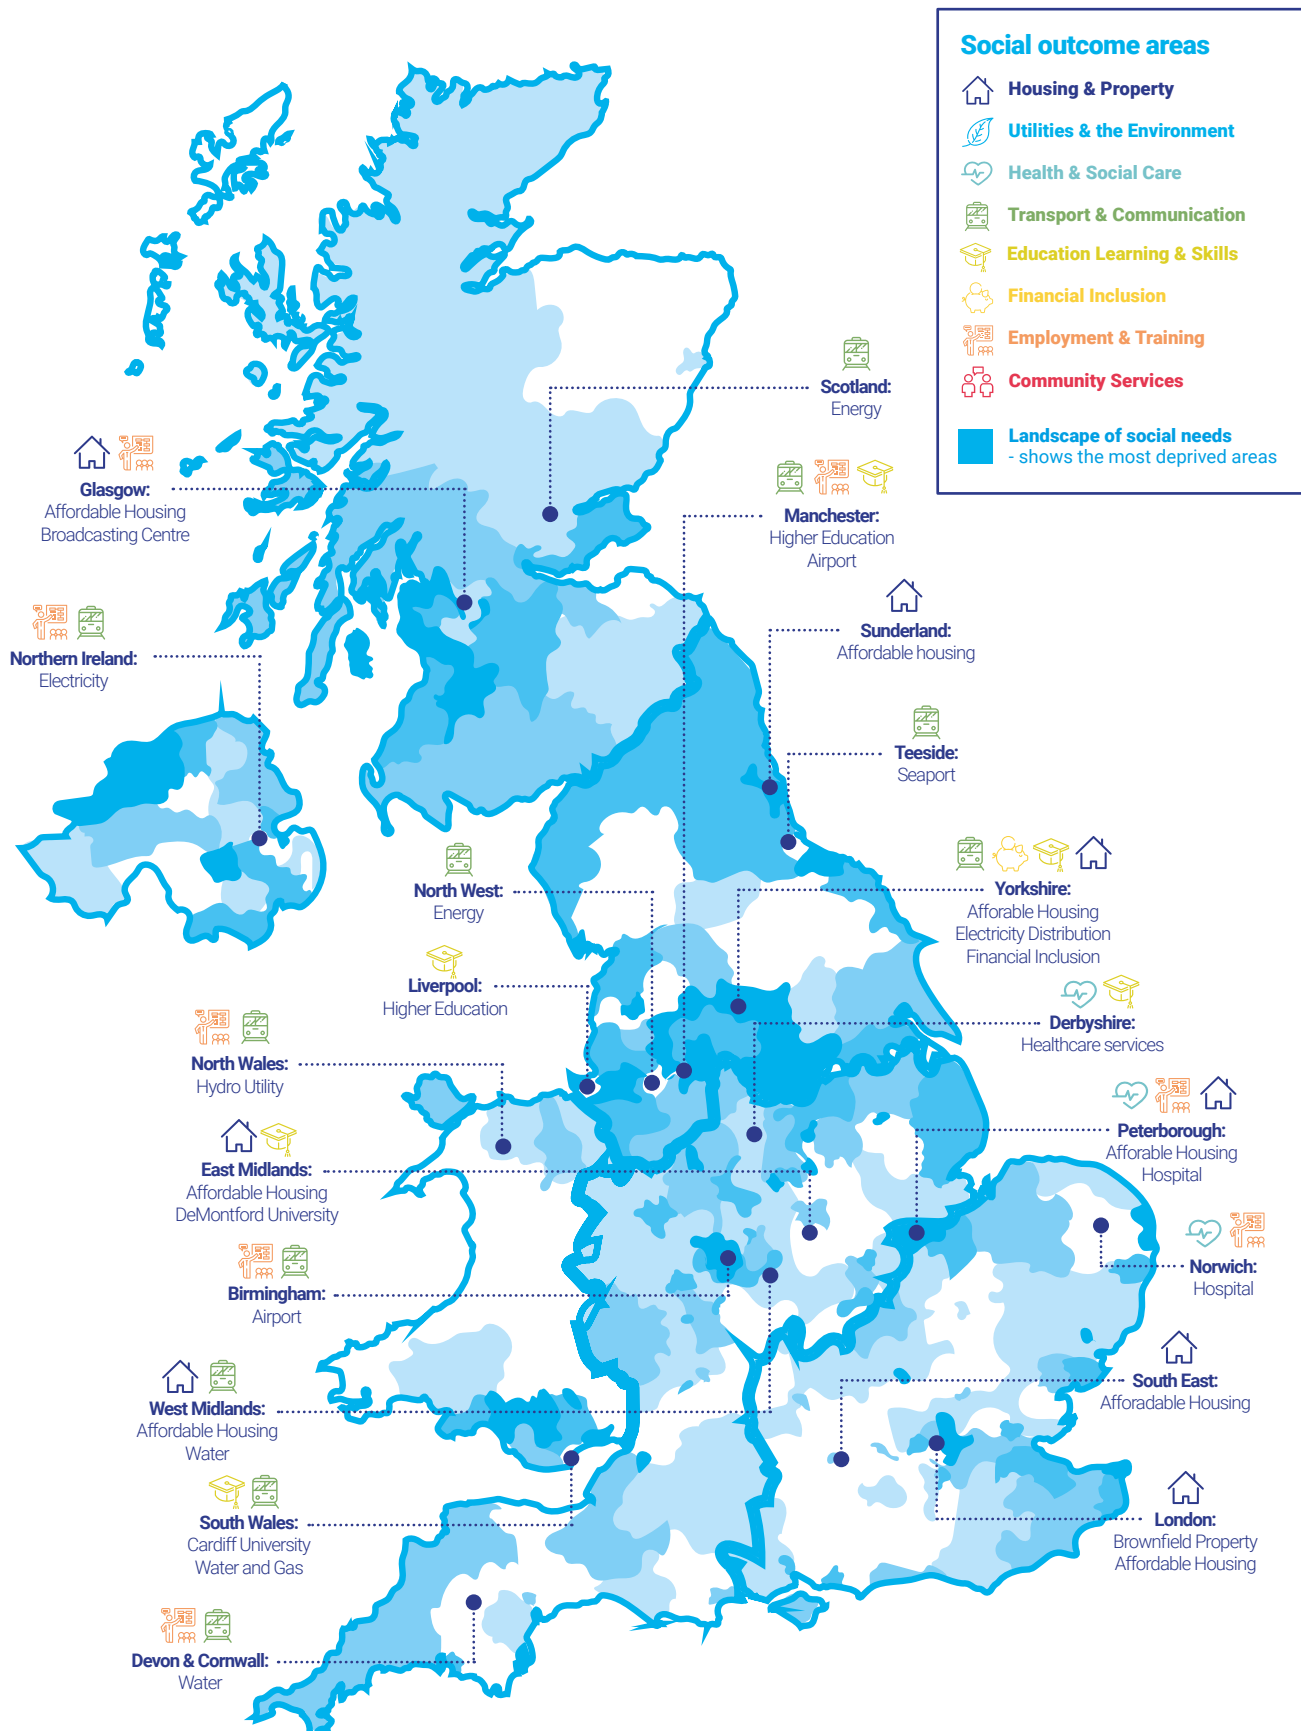 Social outcome areas
Housing & Property
Utilities & the Environment
Health & Social Care
Transport & Communication
Education Learning & Skills
Financial Inclusion
Employment & Training
Community Services
Landscape of social needs
- shows the most deprived areas
Scotland:
Energy
Glasgow:
Affordable Housing
Broadcasting Centre
Manchester:
Higher Education
Airport
Sunderland:
Affordable housing
Northern Ireland:
Electricity
Teeside:
Seaport
North West:
Energy
Yorkshire:
Afforable Housing
Electricity Distribution
Financial Inclusion
Liverpool:
Higher Education
Derbyshire:
Healthcare services
North Wales:
Hydro Utility
Peterborough:
Afforable Housing
Hospital
East Midlands:
Affordable Housing
DeMontford University
Norwich:
Hospital
Birmingham:
Airport
South East:
Afforadable Housing
West Midlands:
Affordable Housing
Water
South Wales:
Cardiff University
Water and Gas
London:
Brownfield Property
Affordable Housing
Devon & Cornwall:
Water